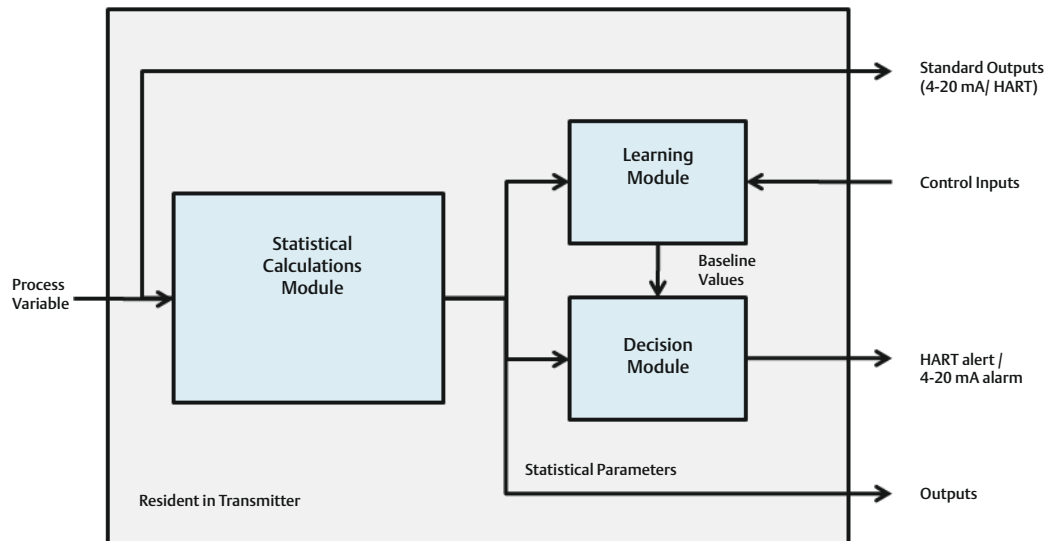 Standard Outputs
(4-20 mA/ HART)
Learning
Module
Control Inputs
Statistical
Calculations
Module
Baseline
Values
Process
Variable
Decision
Module
HART alert /
4-20 mA alarm
Statistical Parameters
Resident in Transmitter
Outputs